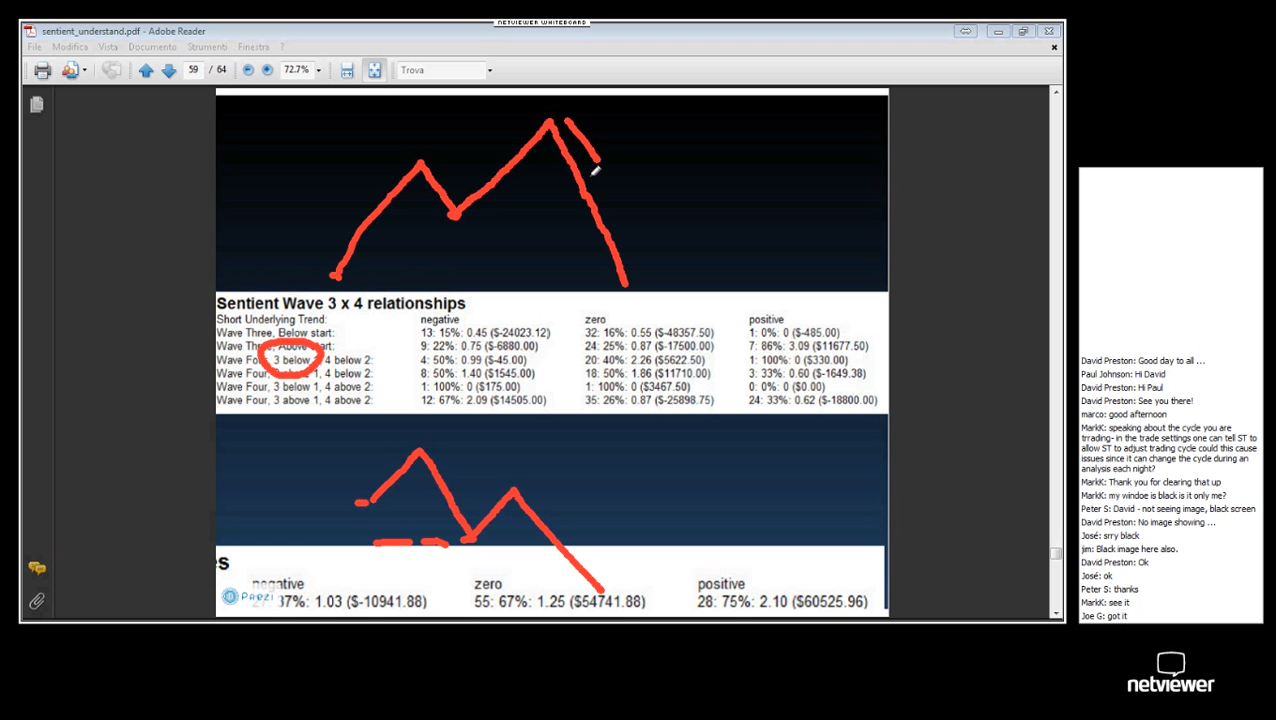 NETVIEWER WHITEBOARD
sentient_understand.pdf - Adobe Reader
File Modifica Vista Documento Strumenti Finestra ?
59 / 64 72.7% Trova
Sentient Wave 3 x 4 relationships
Short Underlying Trend: negative zero positive
Wave Three, Below start: 13: 15%: 0.45 ($-24023.12) 32: 16%: 0.55 ($-48357.50) 1: 0%: 0 ($-485.00)
Wave Three, Above start: 9: 22%: 0.75 ($-6880.00) 24: 25%: 0.87 ($-17500.00) 7: 86%: 3.09 ($11677.50)
Wave Four, 3 below 1, 4 below 2: 4: 50%: 0.99 ($-45.00) 20: 40%: 2.26 ($5622.50) 1: 100%: 0 ($330.00)
Wave Four, 3 above 1, 4 below 2: 8: 50%: 1.40 ($1545.00) 18: 50%: 1.86 ($11710.00) 3: 33%: 0.60 ($-1649.38)
Wave Four, 3 below 1, 4 above 2: 1: 100%: 0 ($175.00) 1: 100%: 0 ($3467.50) 0: 0%: 0 ($0.00)
Wave Four, 3 above 1, 4 above 2: 12: 67%: 2.09 ($14505.00) 35: 26%: 0.87 ($-25898.75) 24: 33%: 0.62 ($-18800.00)
es
negative zero positive
37%: 1.03 ($-10941.88) 55: 67%: 1.25 ($54741.88) 28: 75%: 2.10 ($60525.96)
Prezi
David Preston: Good day to all ...
Paul Johnson: Hi David
David Preston: Hi Paul
David Preston: See you there!
marco: good afternoon
MarkK: speaking about the cycle you are
trrading- in the trade settings one can tell ST to
allow ST to adjust trading cycle could this cause
issues since it can change the cycle during an
analysis each night?
MarkK: Thank you for clearing that up
MarkK: my windoe is black is it only me?
Peter S: David - not seeing image, black screen
David Preston: No image showing ...
José: srry black
jim: Black image here also.
David Preston: Ok
José: ok
Peter S: thanks
MarkK: see it
Joe G: got it
netviewer